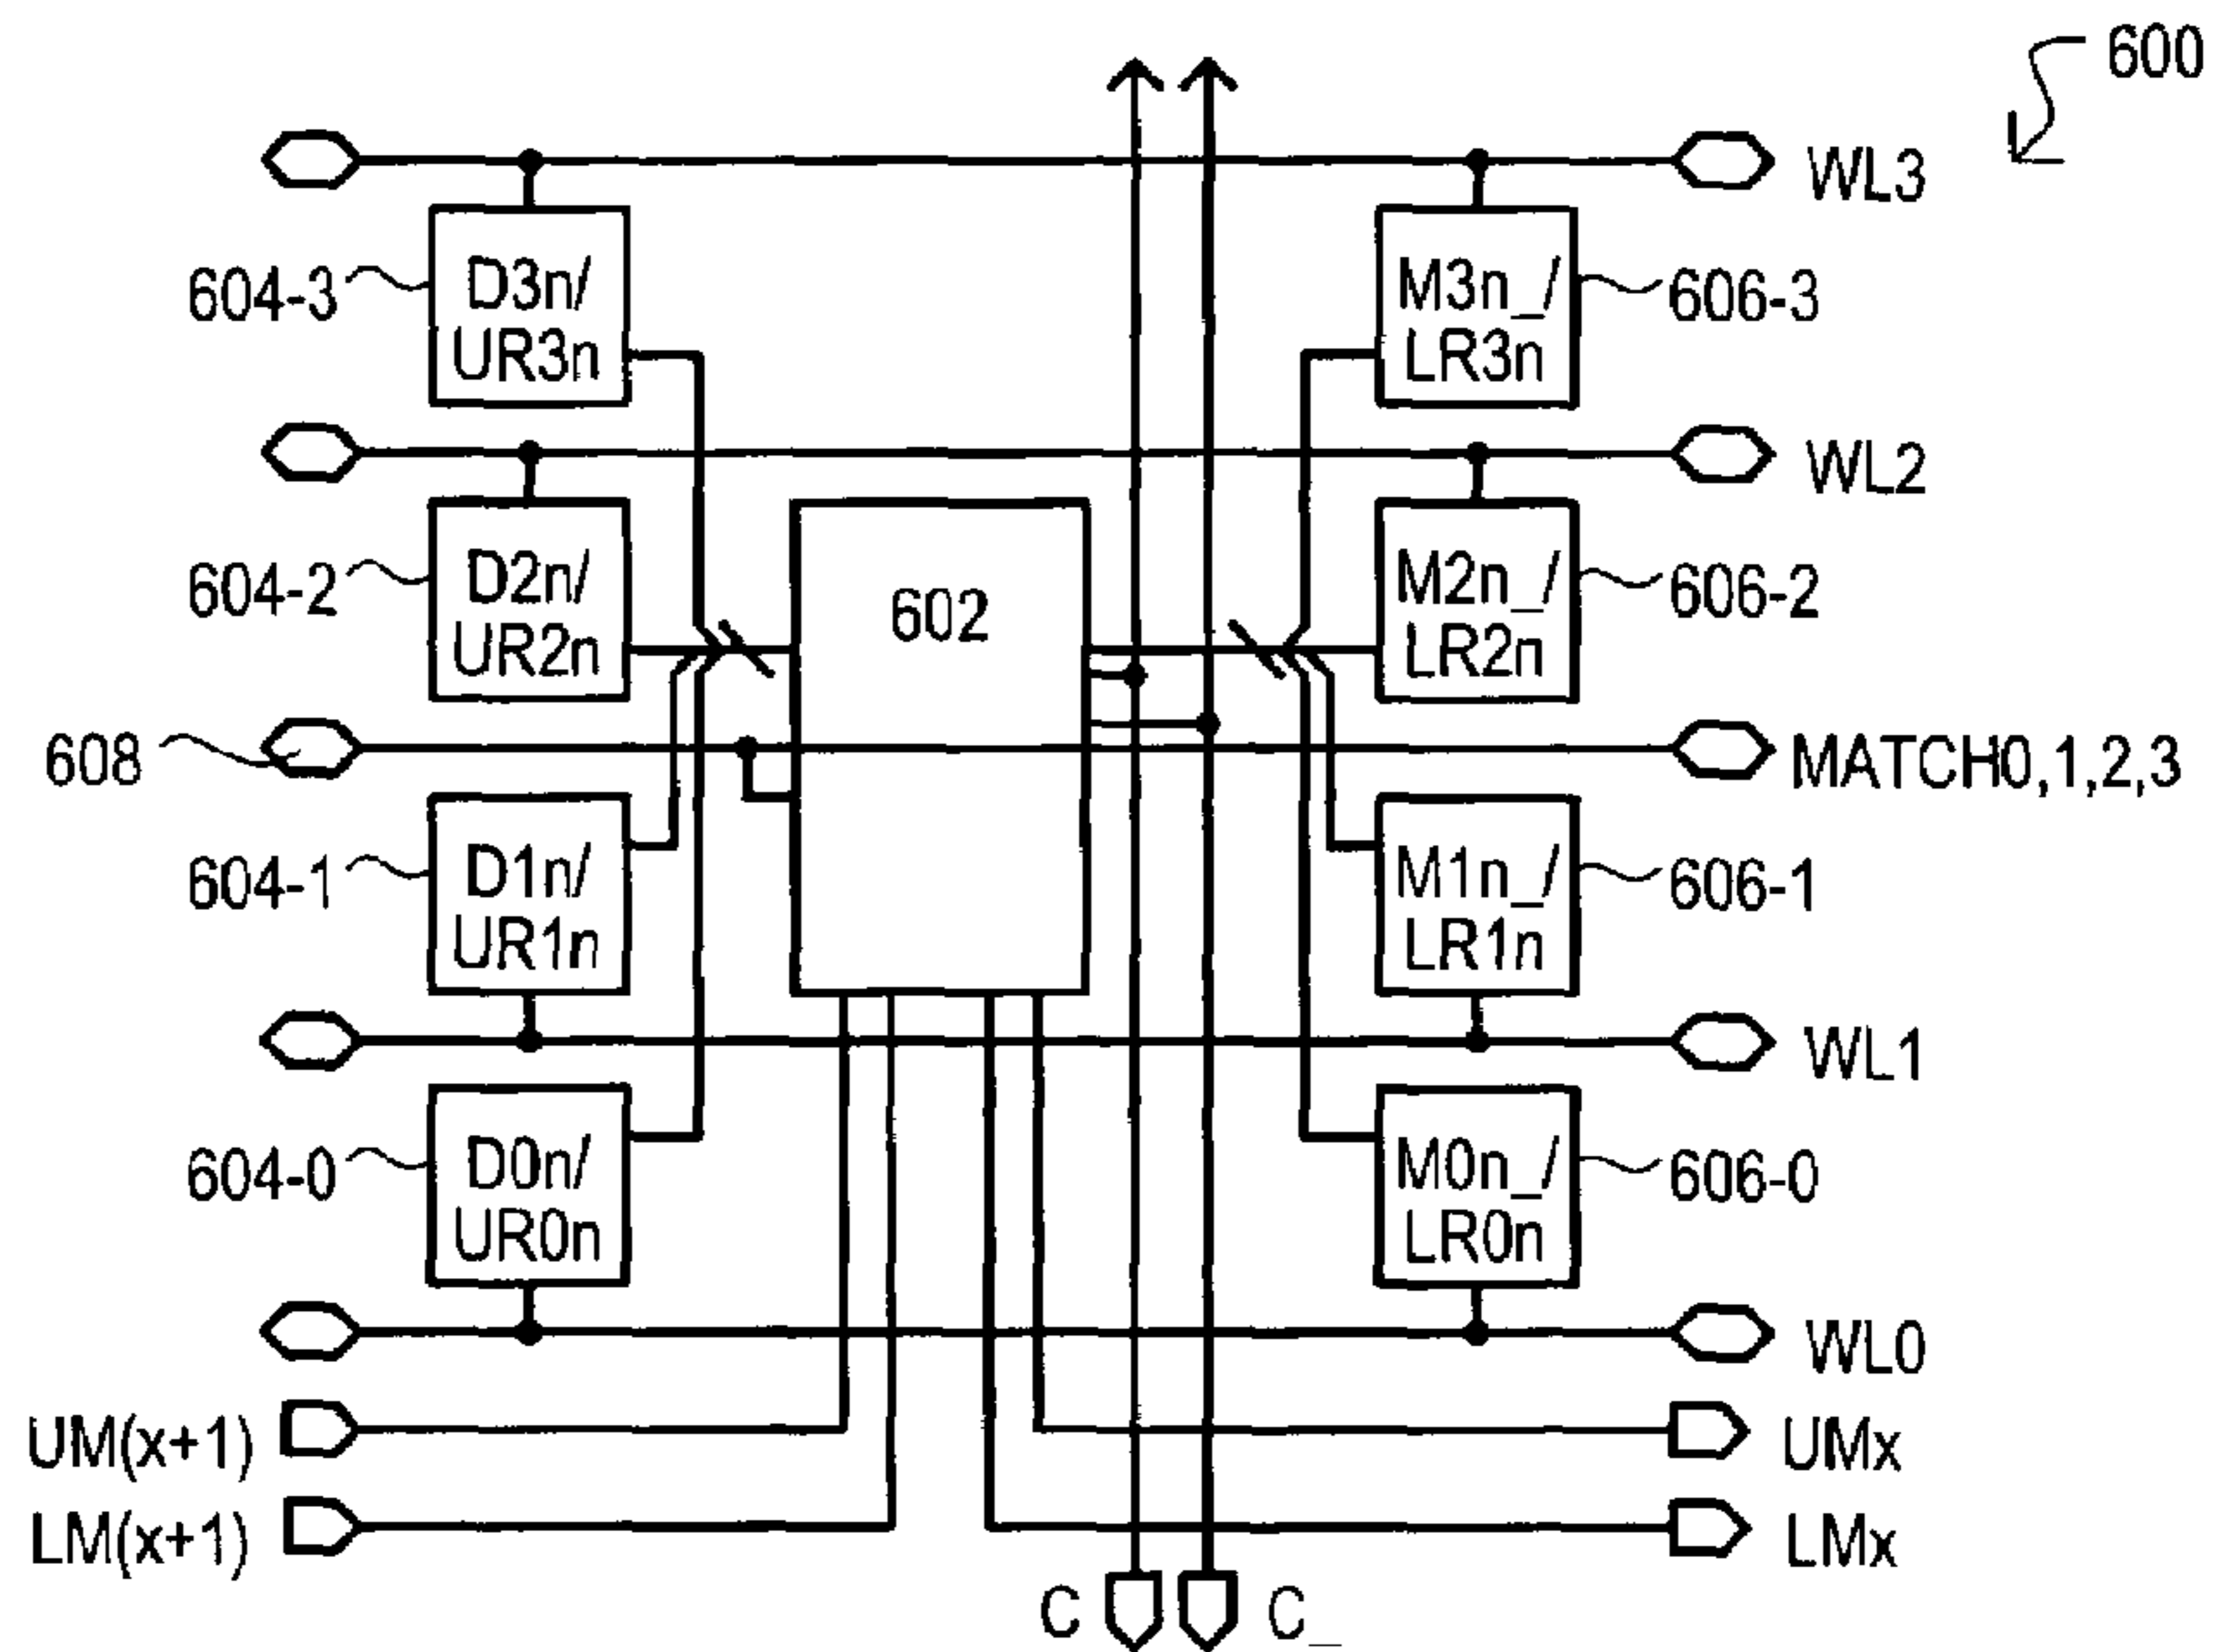 600
WL3
604-3
D3n/
UR3n
M3n_/
LR3n
606-3
WL2
604-2
D2n/
UR2n
602
M2n_/
LR2n
606-2
608
MATCH0,1,2,3
604-1
D1n/
UR1n
M1n_/
LR1n
606-1
WL1
604-0
D0n/
UR0n
M0n_/
LR0n
606-0
WL0
UM(x+1)
UMx
LM(x+1)
LMx
C
C_